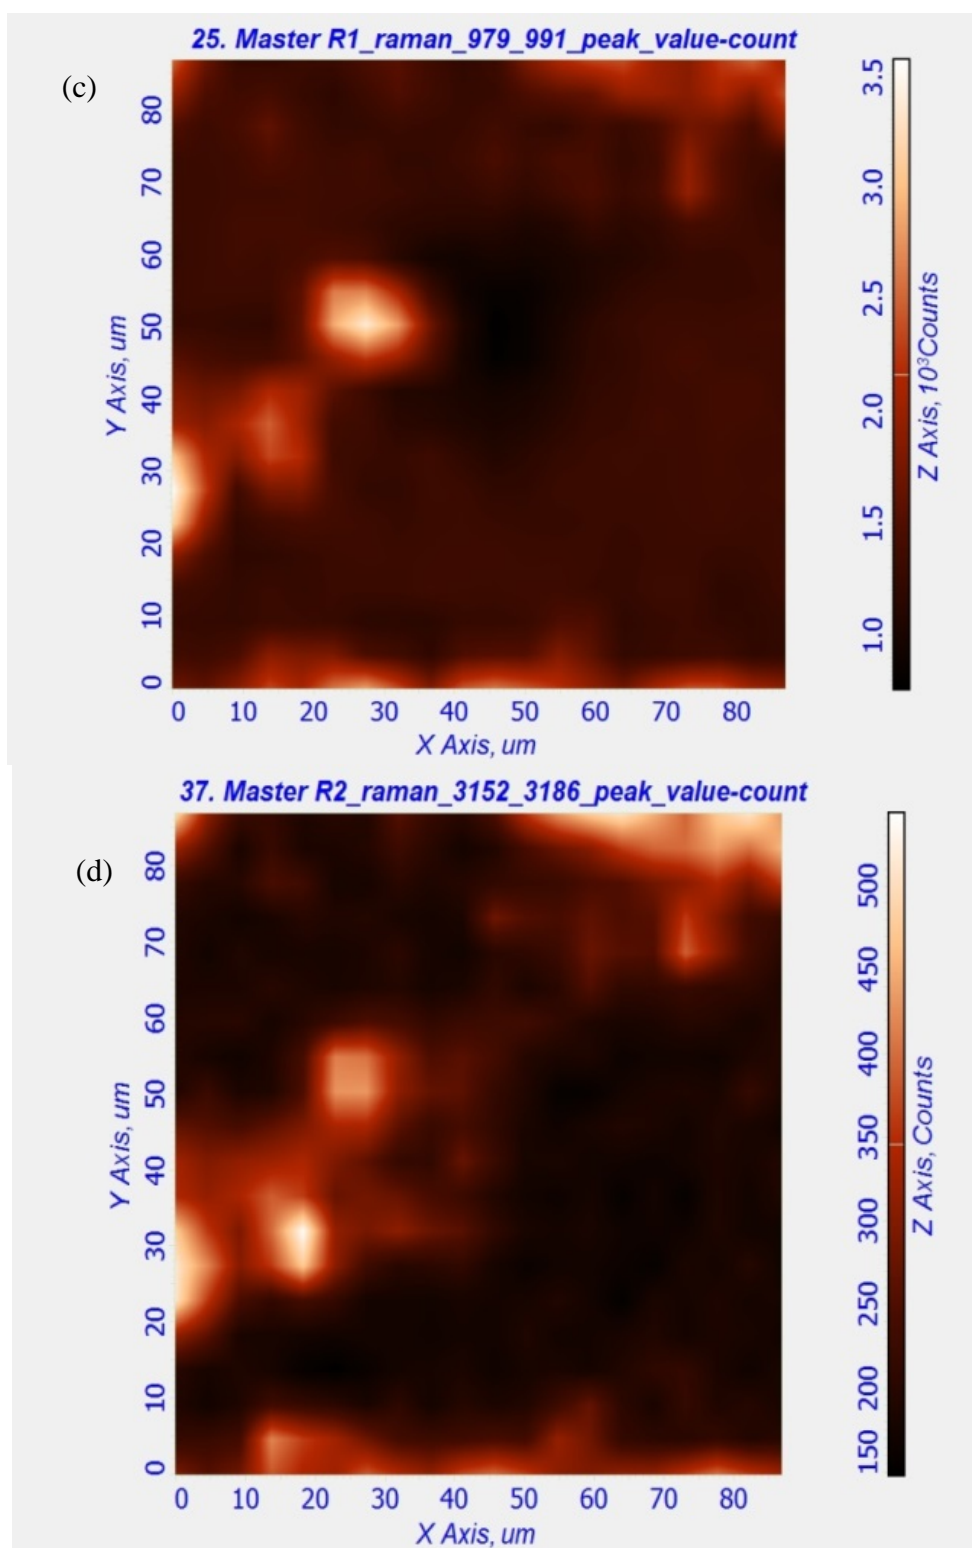 25. Master R1_raman_979_991_peak_value-count
(c)
80
70
60
50
40
30
20
10
0
Y Axis, um
0 10 20 30 40 50 60 70 80
X Axis, um
3.5
3.0
2.5
2.0
1.5
1.0
Z Axis, 10³Counts
37. Master R2_raman_3152_3186_peak_value-count
(d)
80
70
60
50
40
30
20
10
0
Y Axis, um
0 10 20 30 40 50 60 70 80
X Axis, um
500
450
400
350
300
250
200
150
Z Axis, Counts